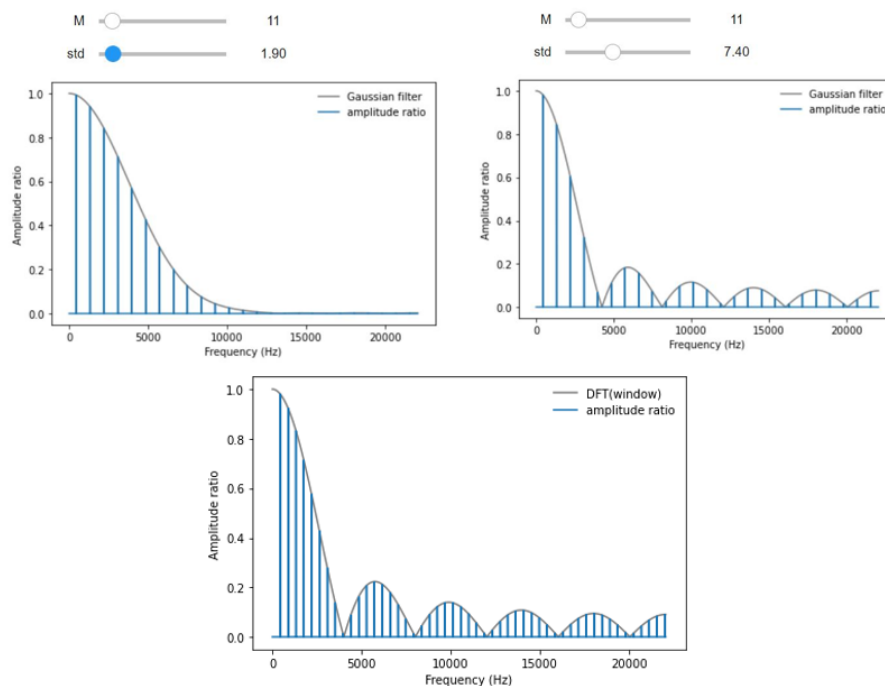 M 11
std 1.90
Gaussian filter
amplitude ratio
1.0
0.8
0.6
0.4
0.2
0.0
Amplitude ratio
0 5000 10000 15000 20000
Frequency (Hz)
M 11
std 7.40
Gaussian filter
amplitude ratio
1.0
0.8
0.6
0.4
0.2
0.0
Amplitude ratio
0 5000 10000 15000 20000
Frequency (Hz)
DFT(window)
amplitude ratio
1.0
0.8
0.6
0.4
0.2
0.0
Amplitude ratio
0 5000 10000 15000 20000
Frequency (Hz)